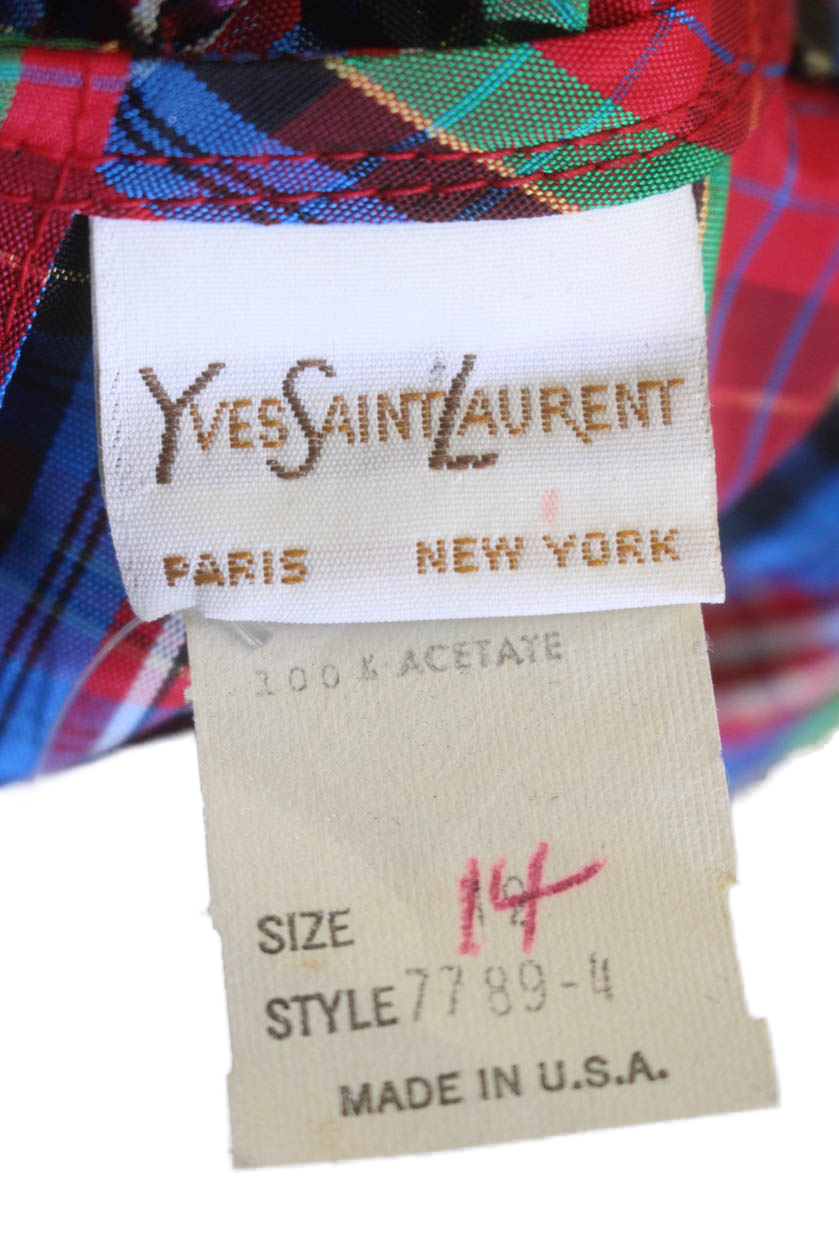 YVES SAINT LAURENT
PARIS NEW YORK
100% ACETATE
SIZE 14
STYLE 7789-4
MADE IN U.S.A.